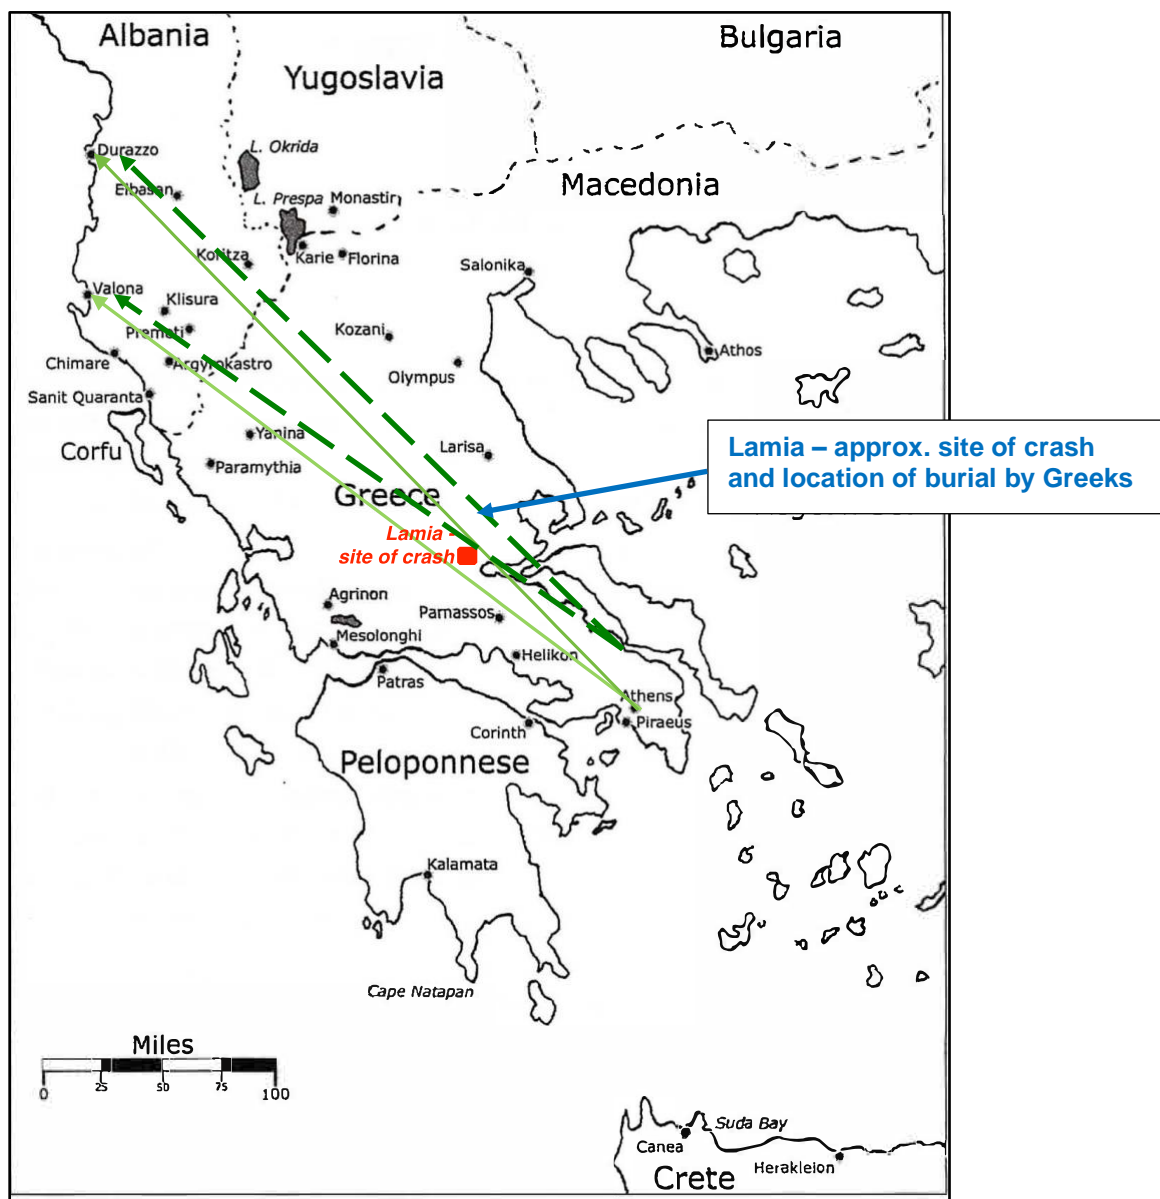 Albania
Bulgaria
Yugoslavia
Durazzo
L. Okrida
Macedonia
Elbasan
L. Prespa
Monastir
Koritza
Karie
Florina
Salonika
Valona
Klisura
Premeti
Kozani
Athos
Chimare
Argyrokastro
Olympus
Sanit Quaranta
Corfu
Yanina
Larisa
Paramythia
Lamia – approx. site of crash
and location of burial by Greeks
Greece
Lamia -
site of crash
Agrinon
Parnassos
Mesolonghi
Helikon
Patras
Athens
Piraeus
Corinth
Peloponnese
Kalamata
Cape Natapan
Miles
0 25 50 75 100
Suda Bay
Canea
Herakleion
Crete